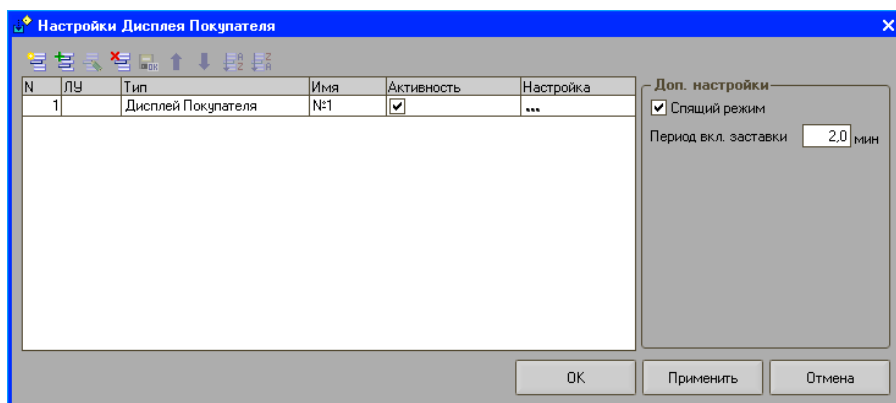 Настройки Дисплея Покупателя
N ЛУ Тип Имя Активность Настройка
1 Дисплей Покупателя №1 ...
Доп. настройки
Спящий режим
Период вкл. заставки 2,0 мин
OK Применить Отмена